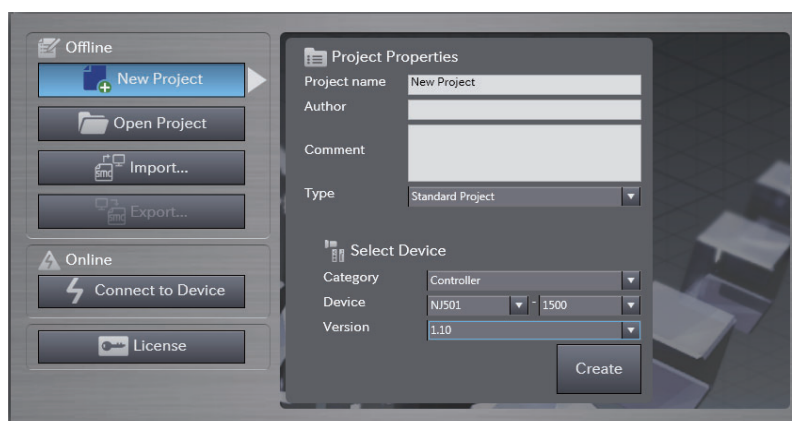 Offline
New Project
Open Project
Import...
Export...
Online
Connect to Device
License
Project Properties
Project name New Project
Author
Comment
Type Standard Project
Select Device
Category Controller
Device NJ501 - 1500
Version 1.10
Create